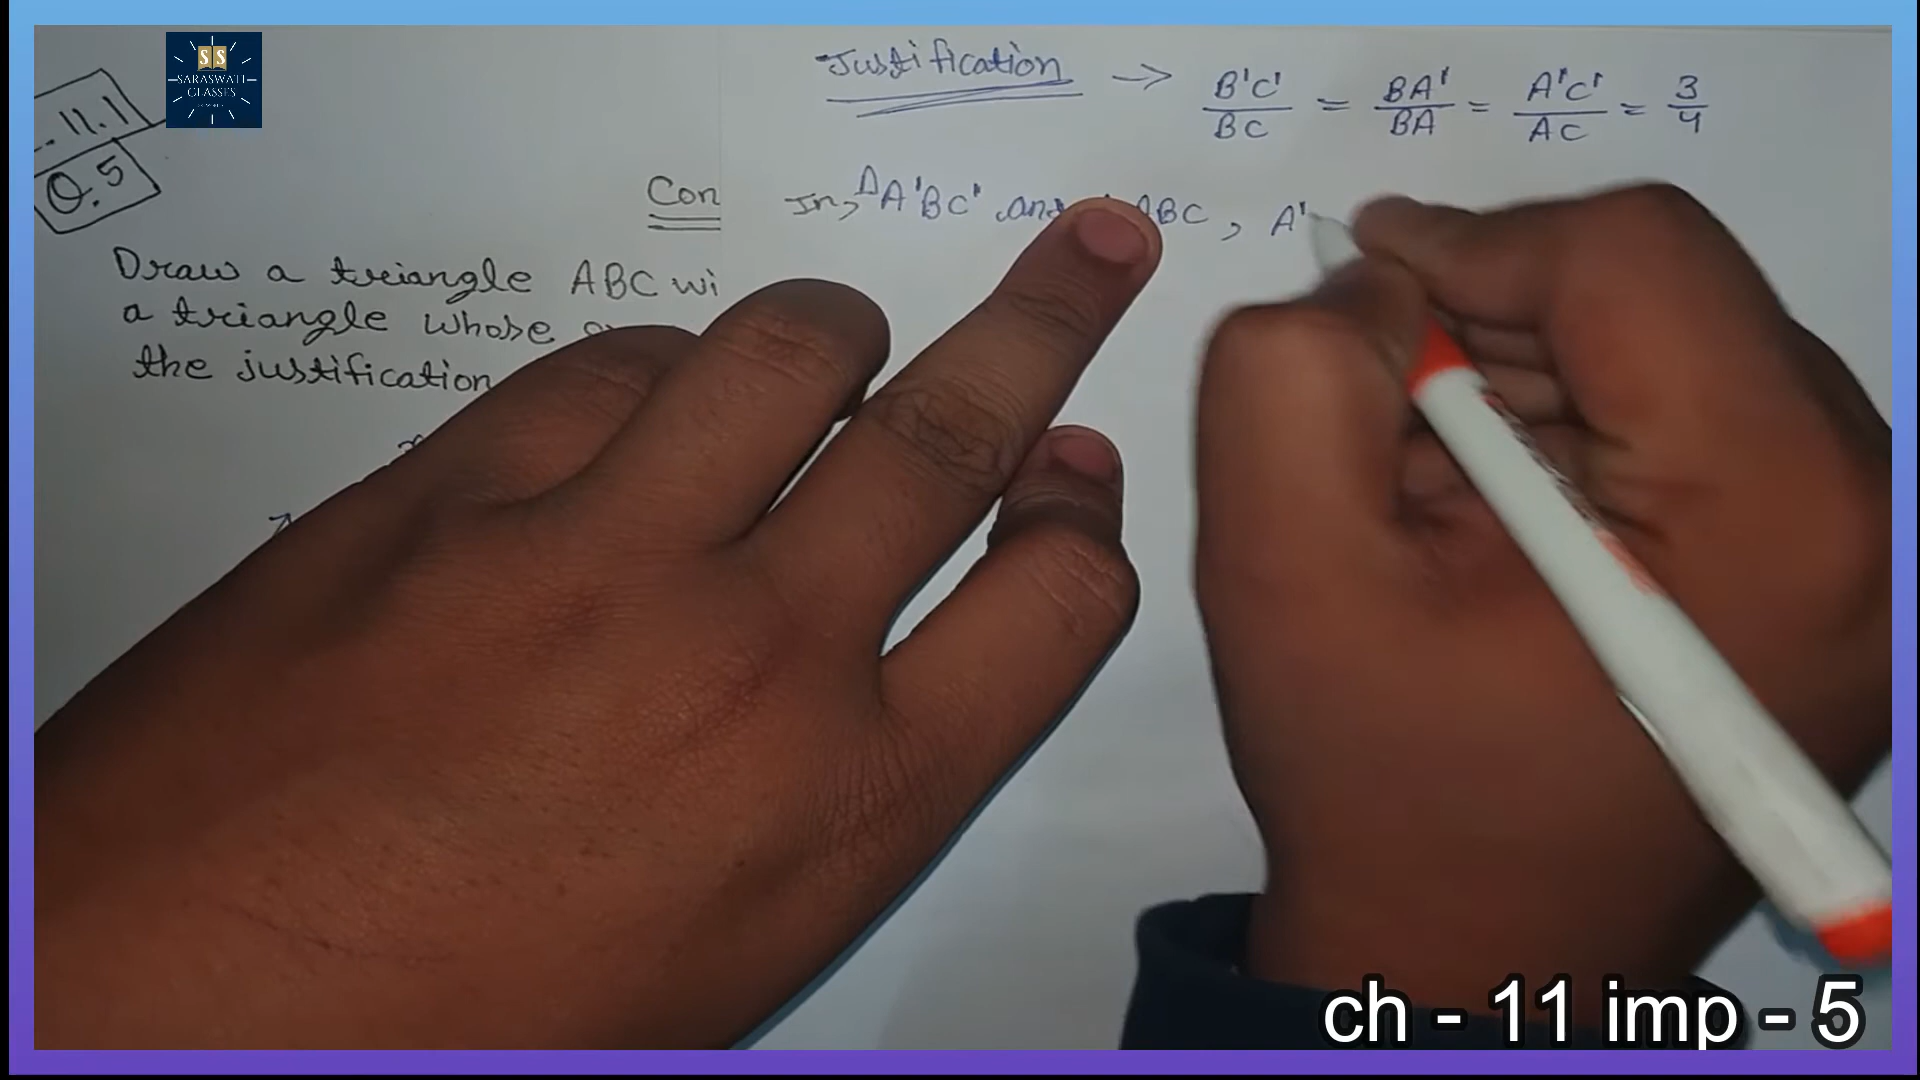 SS
SARASWATI
CLASSES
11.1
Q.5
Justification → B'C'/BC = BA'/BA = A'C'/AC = 3/4
Con
In, ΔA'BC' and ABC, A'
Draw a triangle ABC wi
a triangle whose
the justification
ch - 11 imp - 5